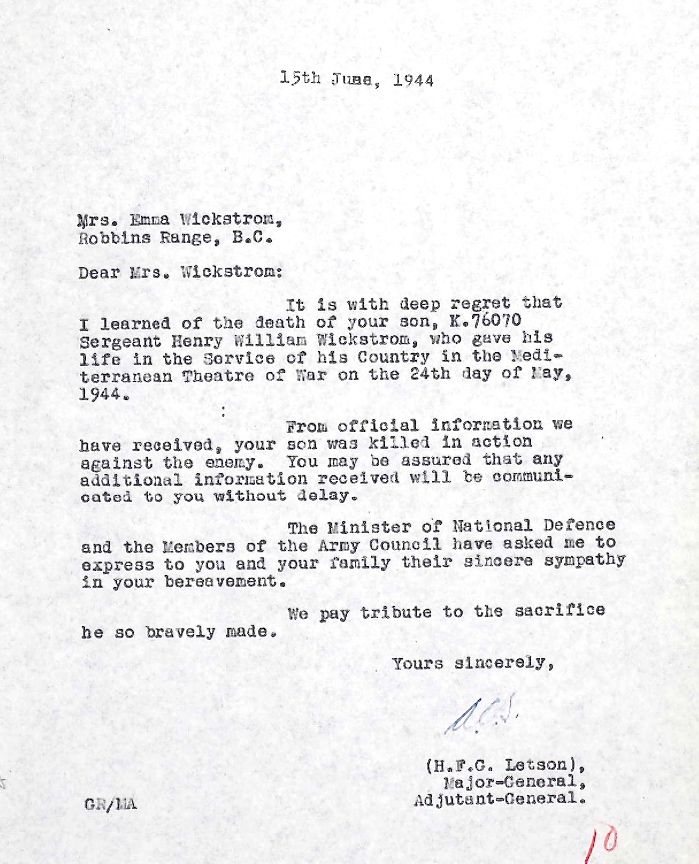 15th June, 1944
Mrs. Emma Wickstrom,
Robbins Range, B.C.
Dear Mrs. Wickstrom:
It is with deep regret that
I learned of the death of your son, K.76070
Sergeant Henry William Wickstrom, who gave his
life in the Service of his Country in the Medi-
terranean Theatre of War on the 24th day of May,
1944.
From official information we
have received, your son was killed in action
against the enemy. You may be assured that any
additional information received will be communi-
cated to you without delay.
The Minister of National Defence
and the Members of the Army Council have asked me to
express to you and your family their sincere sympathy
in your bereavement.
We pay tribute to the sacrifice
he so bravely made.
Yours sincerely,
(H.F.G. Letson),
Major-General,
Adjutant-General.
GR/MA
10